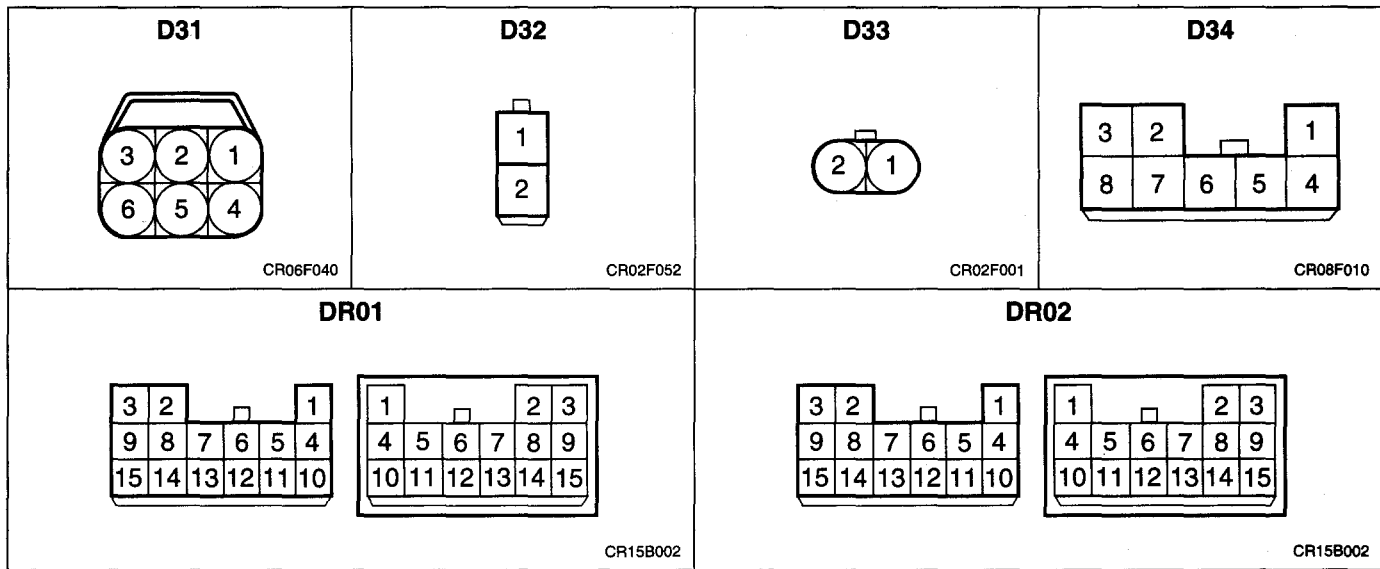 D31
3 2 1
6 5 4
CR06F040
D32
1
2
CR02F052
D33
2 1
CR02F001
D34
3 2 1
8 7 6 5 4
CR08F010
DR01
3 2 1
9 8 7 6 5 4
15 14 13 12 11 10
1 2 3
4 5 6 7 8 9
10 11 12 13 14 15
CR15B002
DR02
3 2 1
9 8 7 6 5 4
15 14 13 12 11 10
1 2 3
4 5 6 7 8 9
10 11 12 13 14 15
CR15B002